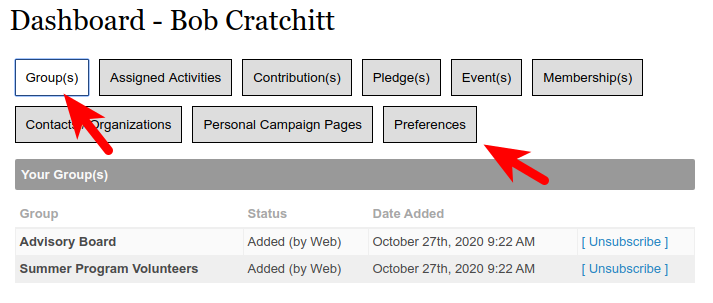 Dashboard - Bob Cratchitt
Group(s) Assigned Activities Contribution(s) Pledge(s) Event(s) Membership(s)
Contacts Organizations Personal Campaign Pages Preferences
Your Group(s)
Group Status Date Added
Advisory Board Added (by Web) October 27th, 2020 9:22 AM [ Unsubscribe ]
Summer Program Volunteers Added (by Web) October 27th, 2020 9:22 AM [ Unsubscribe ]